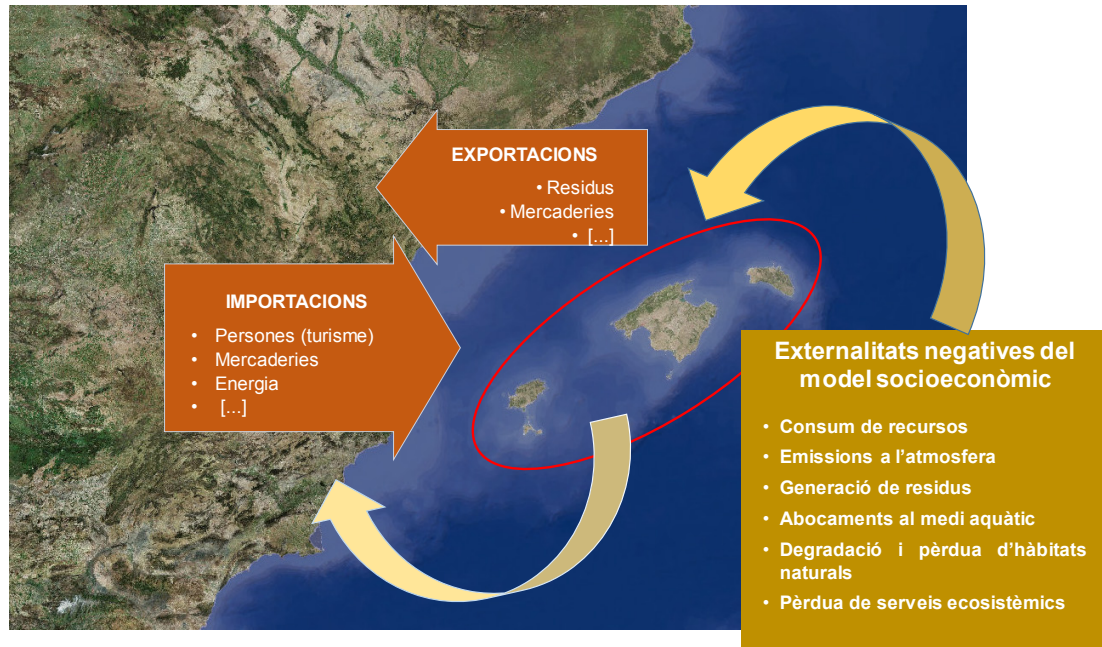 EXPORTACIONS
• Residus
• Mercaderies
• [...]
IMPORTACIONS
• Persones (turisme)
• Mercaderies
• Energia
• [...]
Externalitats negatives del
model socioeconòmic
• Consum de recursos
• Emissions a l’atmosfera
• Generació de residus
• Abocaments al medi aquàtic
• Degradació i pèrdua d’hàbitats
naturals
• Pèrdua de serveis ecosistèmics